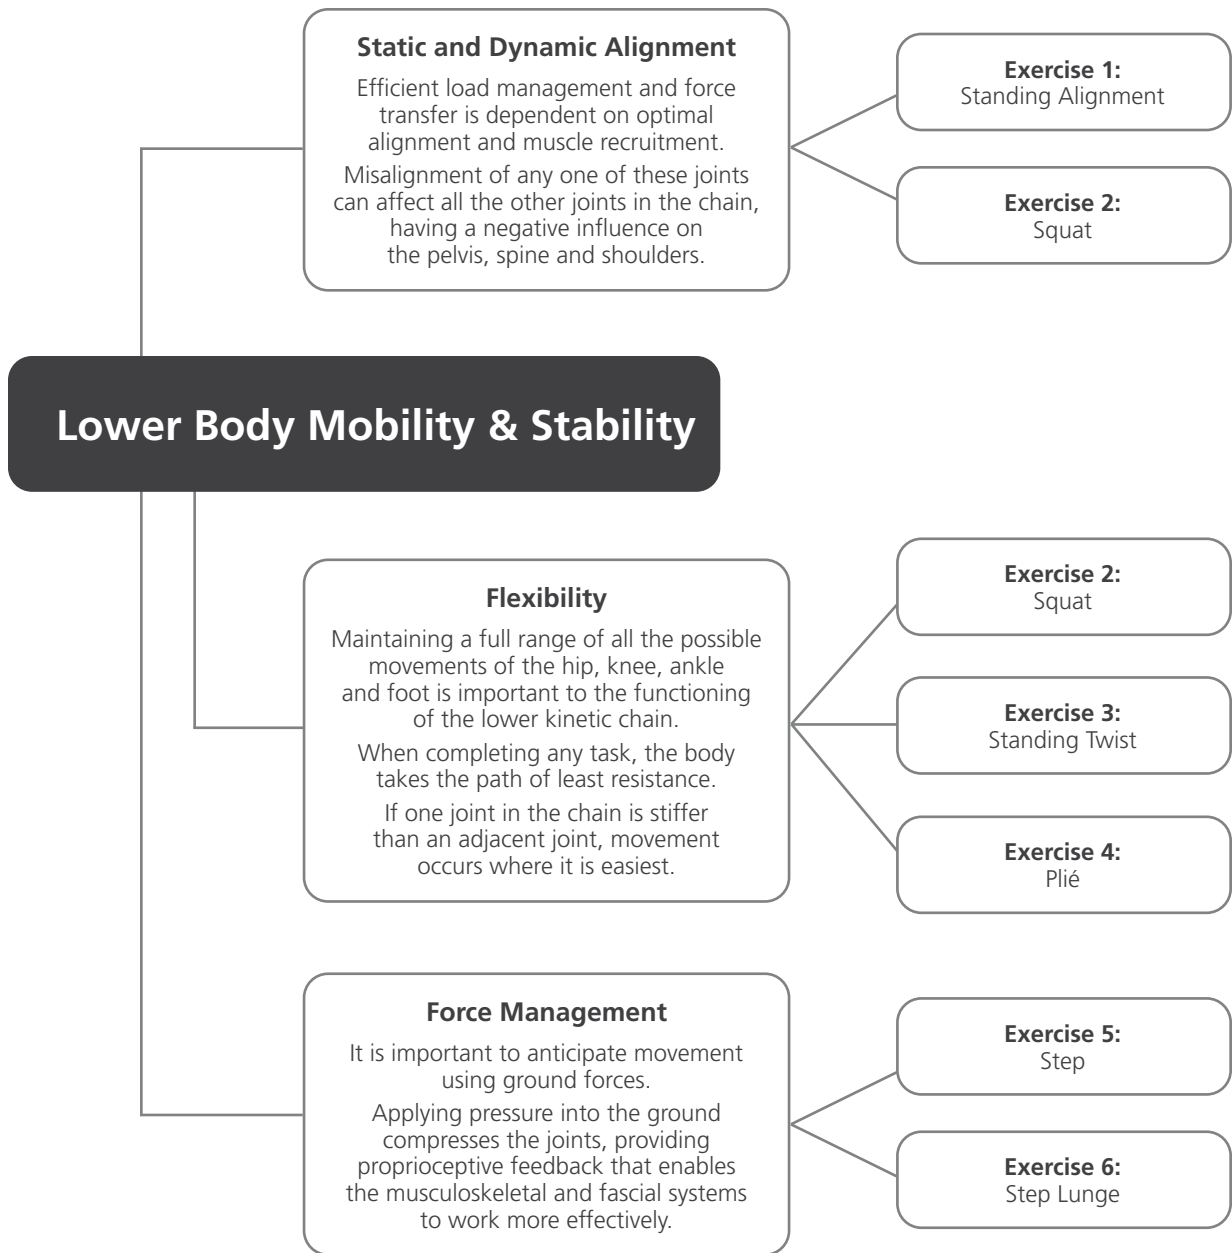 Static and Dynamic Alignment
Efficient load management and force
transfer is dependent on optimal
alignment and muscle recruitment.
Misalignment of any one of these joints
can affect all the other joints in the chain,
having a negative influence on
the pelvis, spine and shoulders.
Exercise 1:
Standing Alignment
Exercise 2:
Squat
Lower Body Mobility & Stability
Flexibility
Maintaining a full range of all the possible
movements of the hip, knee, ankle
and foot is important to the functioning
of the lower kinetic chain.
When completing any task, the body
takes the path of least resistance.
If one joint in the chain is stiffer
than an adjacent joint, movement
occurs where it is easiest.
Exercise 2:
Squat
Exercise 3:
Standing Twist
Exercise 4:
Plié
Force Management
It is important to anticipate movement
using ground forces.
Applying pressure into the ground
compresses the joints, providing
proprioceptive feedback that enables
the musculoskeletal and fascial systems
to work more effectively.
Exercise 5:
Step
Exercise 6:
Step Lunge